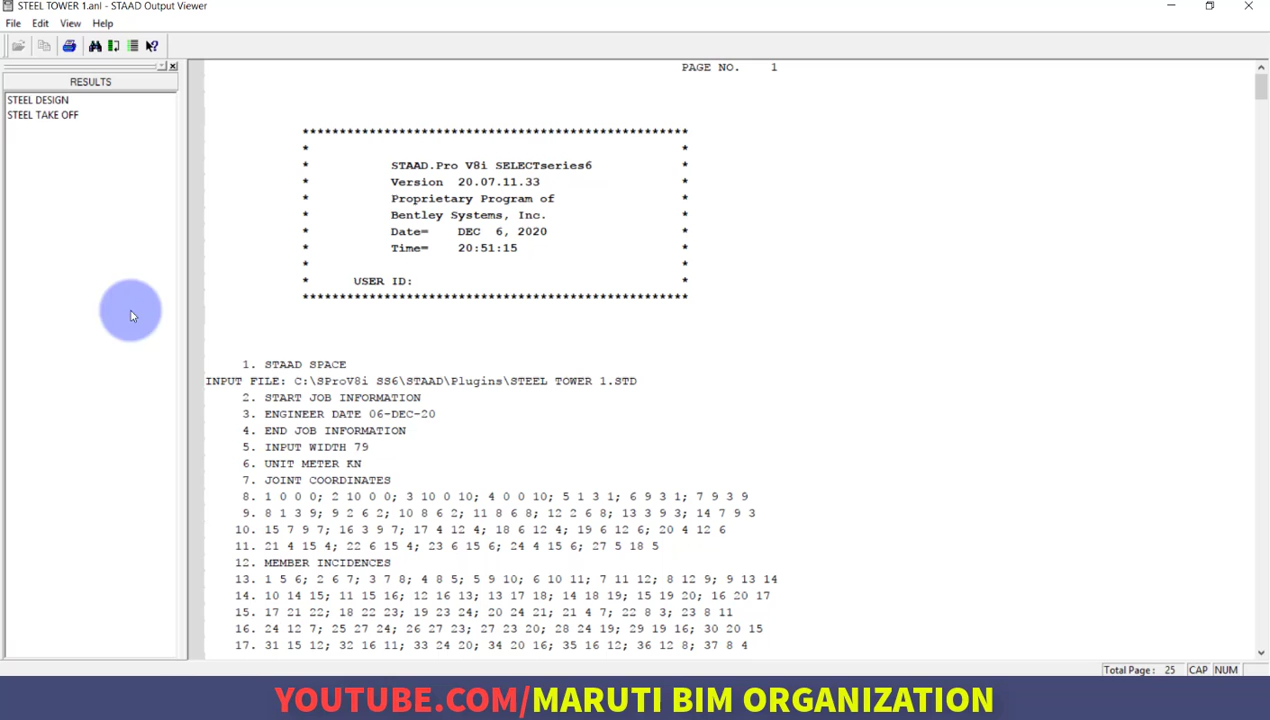 STEEL TOWER 1.anl - STAAD Output Viewer
File Edit View Help
RESULTS
STEEL DESIGN
STEEL TAKE OFF
PAGE NO. 1
****************************************************
* *
* STAAD.Pro V8i SELECTseries6 *
* Version 20.07.11.33 *
* Proprietary Program of *
* Bentley Systems, Inc. *
* Date= DEC 6, 2020 *
* Time= 20:51:15 *
* *
* USER ID: *
****************************************************
1. STAAD SPACE
INPUT FILE: C:\SProV8i SS6\STAAD\Plugins\STEEL TOWER 1.STD
2. START JOB INFORMATION
3. ENGINEER DATE 06-DEC-20
4. END JOB INFORMATION
5. INPUT WIDTH 79
6. UNIT METER KN
7. JOINT COORDINATES
8. 1 0 0 0; 2 10 0 0; 3 10 0 10; 4 0 0 10; 5 1 3 1; 6 9 3 1; 7 9 3 9
9. 8 1 3 9; 9 2 6 2; 10 8 6 2; 11 8 6 8; 12 2 6 8; 13 3 9 3; 14 7 9 3
10. 15 7 9 7; 16 3 9 7; 17 4 12 4; 18 6 12 4; 19 6 12 6; 20 4 12 6
11. 21 4 15 4; 22 6 15 4; 23 6 15 6; 24 4 15 6; 27 5 18 5
12. MEMBER INCIDENCES
13. 1 5 6; 2 6 7; 3 7 8; 4 8 5; 5 9 10; 6 10 11; 7 11 12; 8 12 9; 9 13 14
14. 10 14 15; 11 15 16; 12 16 13; 13 17 18; 14 18 19; 15 19 20; 16 20 17
15. 17 21 22; 18 22 23; 19 23 24; 20 24 21; 21 4 7; 22 8 3; 23 8 11
16. 24 12 7; 25 27 24; 26 27 23; 27 23 20; 28 24 19; 29 19 16; 30 20 15
17. 31 15 12; 32 16 11; 33 24 20; 34 20 16; 35 16 12; 36 12 8; 37 8 4
Total Page: 25 CAP NUM
YOUTUBE.COM/MARUTI BIM ORGANIZATION